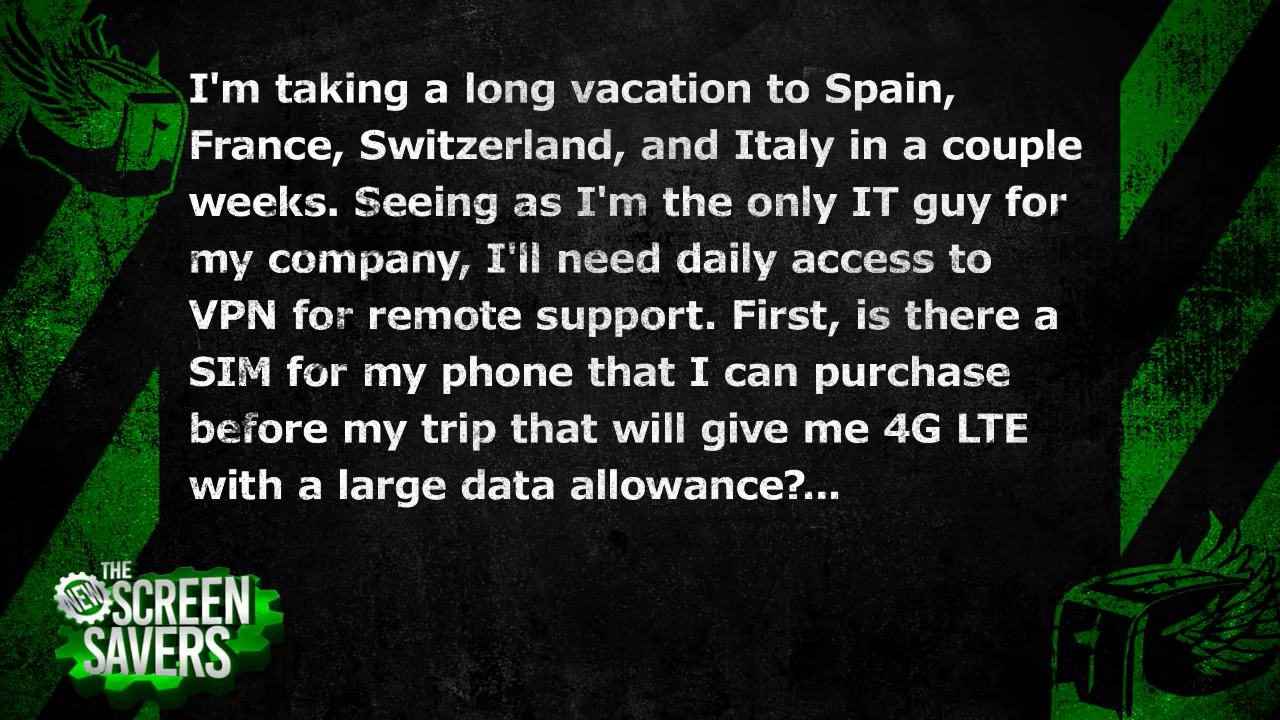 I'm taking a long vacation to Spain,
France, Switzerland, and Italy in a couple
weeks. Seeing as I'm the only IT guy for
my company, I'll need daily access to
VPN for remote support. First, is there a
SIM for my phone that I can purchase
before my trip that will give me 4G LTE
with a large data allowance?...
THE
NEW SCREEN
SAVERS